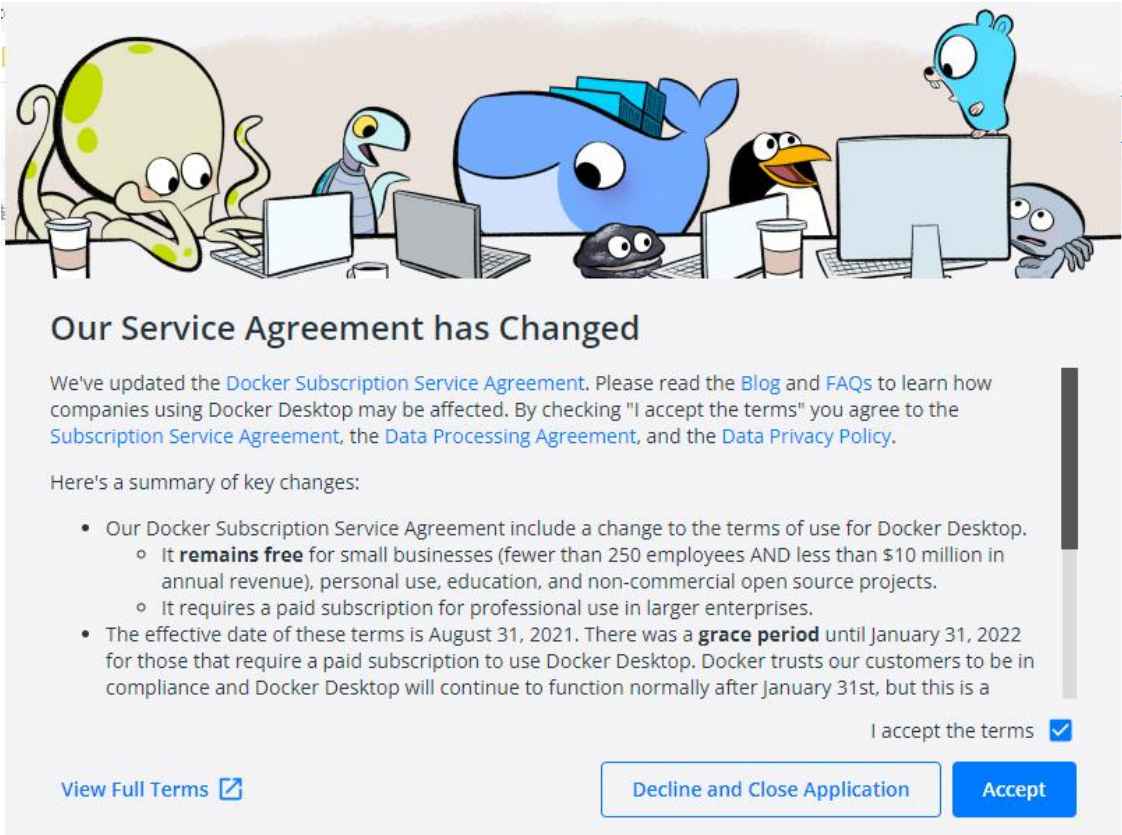 Our Service Agreement has Changed
We've updated the Docker Subscription Service Agreement. Please read the Blog and FAQs to learn how
companies using Docker Desktop may be affected. By checking "I accept the terms" you agree to the
Subscription Service Agreement, the Data Processing Agreement, and the Data Privacy Policy.
Here's a summary of key changes:
• Our Docker Subscription Service Agreement include a change to the terms of use for Docker Desktop.
◦ It remains free for small businesses (fewer than 250 employees AND less than $10 million in
annual revenue), personal use, education, and non-commercial open source projects.
◦ It requires a paid subscription for professional use in larger enterprises.
• The effective date of these terms is August 31, 2021. There was a grace period until January 31, 2022
for those that require a paid subscription to use Docker Desktop. Docker trusts our customers to be in
compliance and Docker Desktop will continue to function normally after January 31st, but this is a
I accept the terms
View Full Terms
Decline and Close Application
Accept